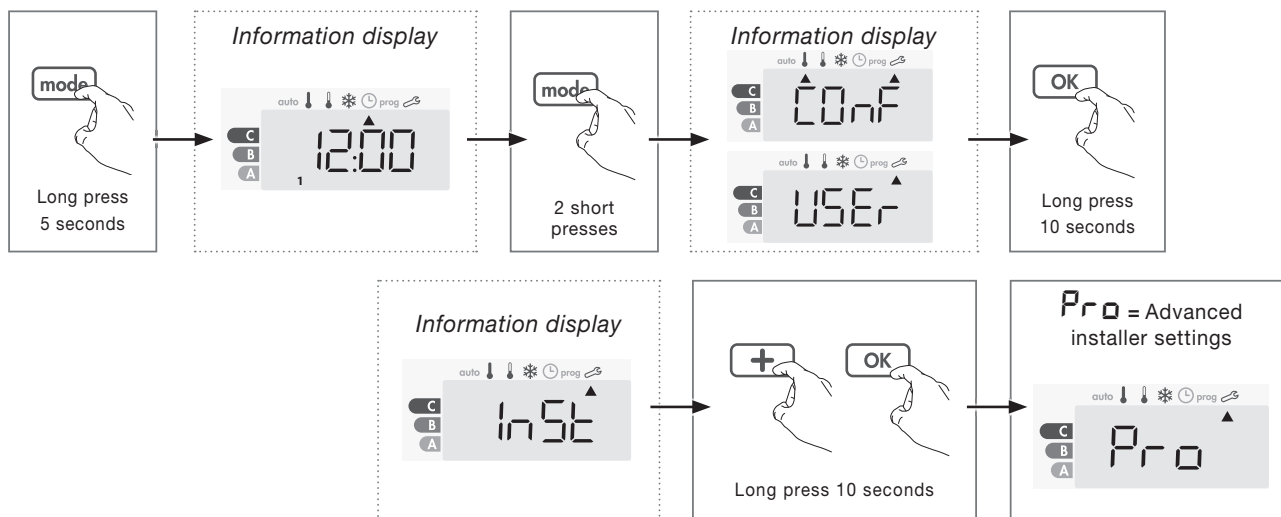 mode
Long press
5 seconds
Information display
auto prog
C
B
A
12:00
1
mode
2 short
presses
Information display
auto prog
C
B
A
COnF
auto prog
C
B
A
USEr
OK
Long press
10 seconds
Information display
auto prog
C
B
A
InSt
+
OK
Long press 10 seconds
Pro = Advanced
installer settings
auto prog
C
B
A
Pro